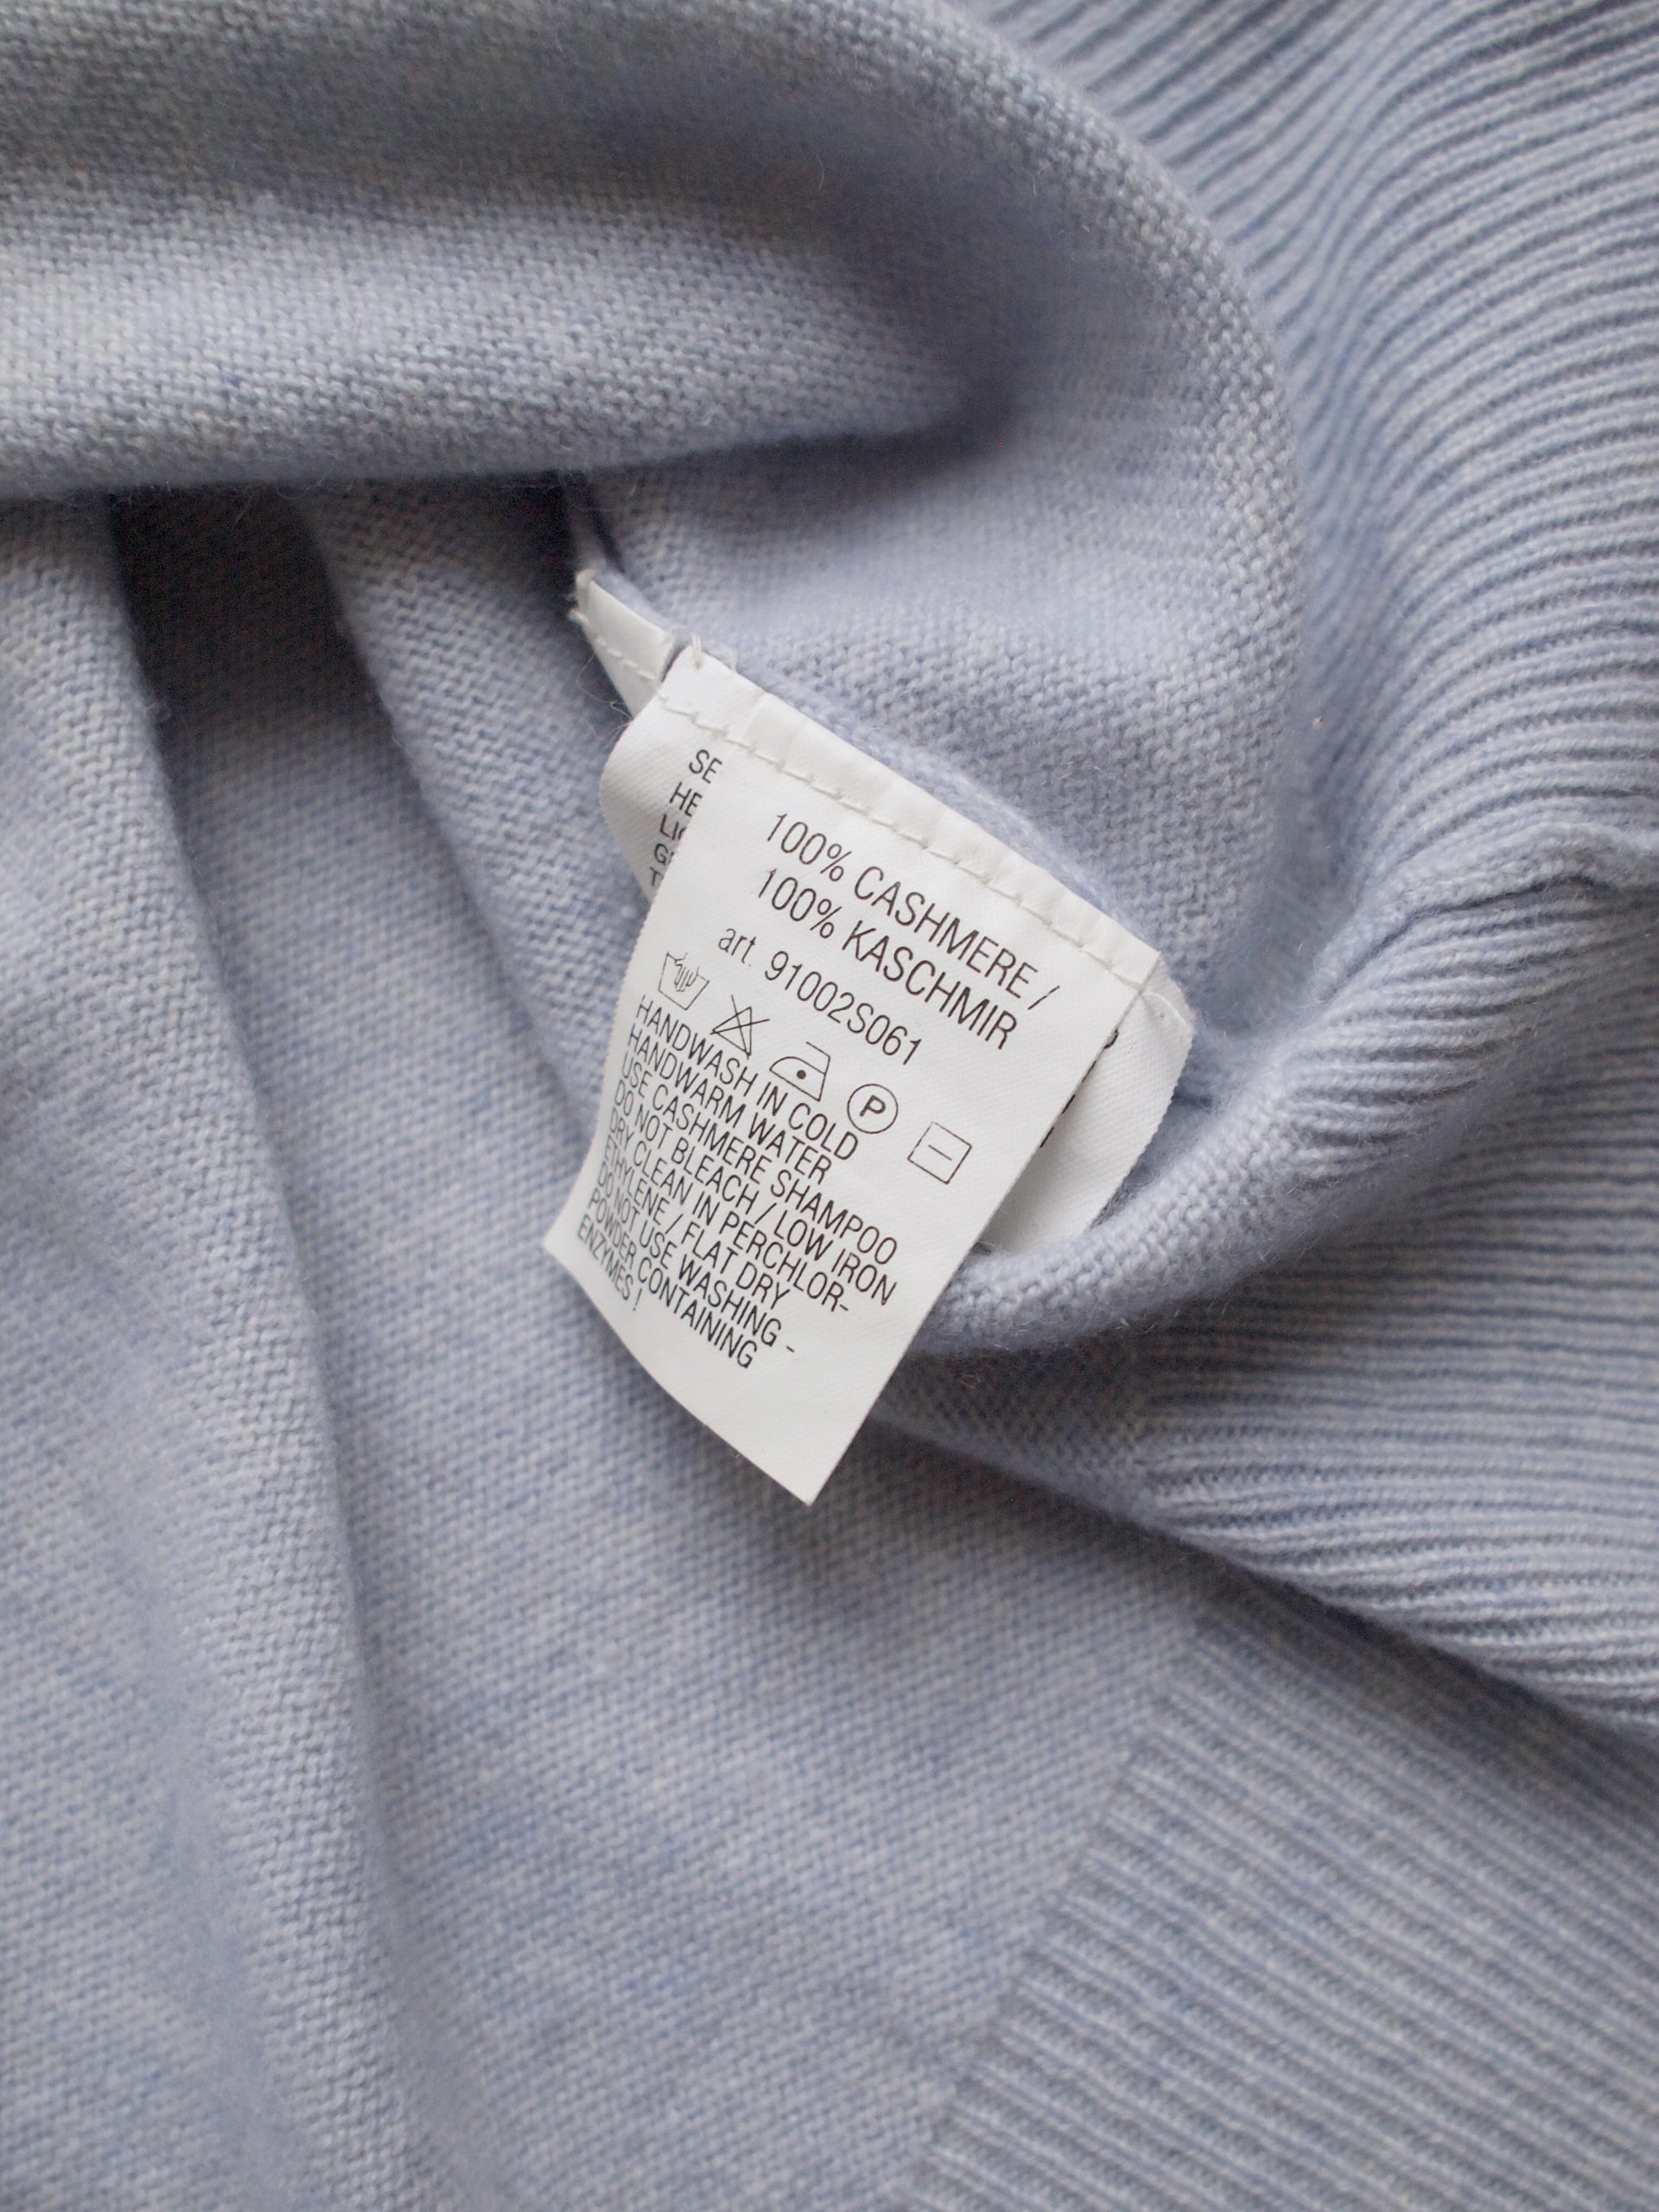 100% CASHMERE /
100% KASCHMIR
art. 91002S061
P
HANDWASH IN COLD
HANDWARM WATER
USE CASHMERE SHAMPOO
DO NOT BLEACH / LOW IRON
DRY CLEAN IN PERCHLOR-
ETHYLENE / FLAT DRY
DO NOT USE WASHING -
POWDER CONTAINING
ENZYMES !